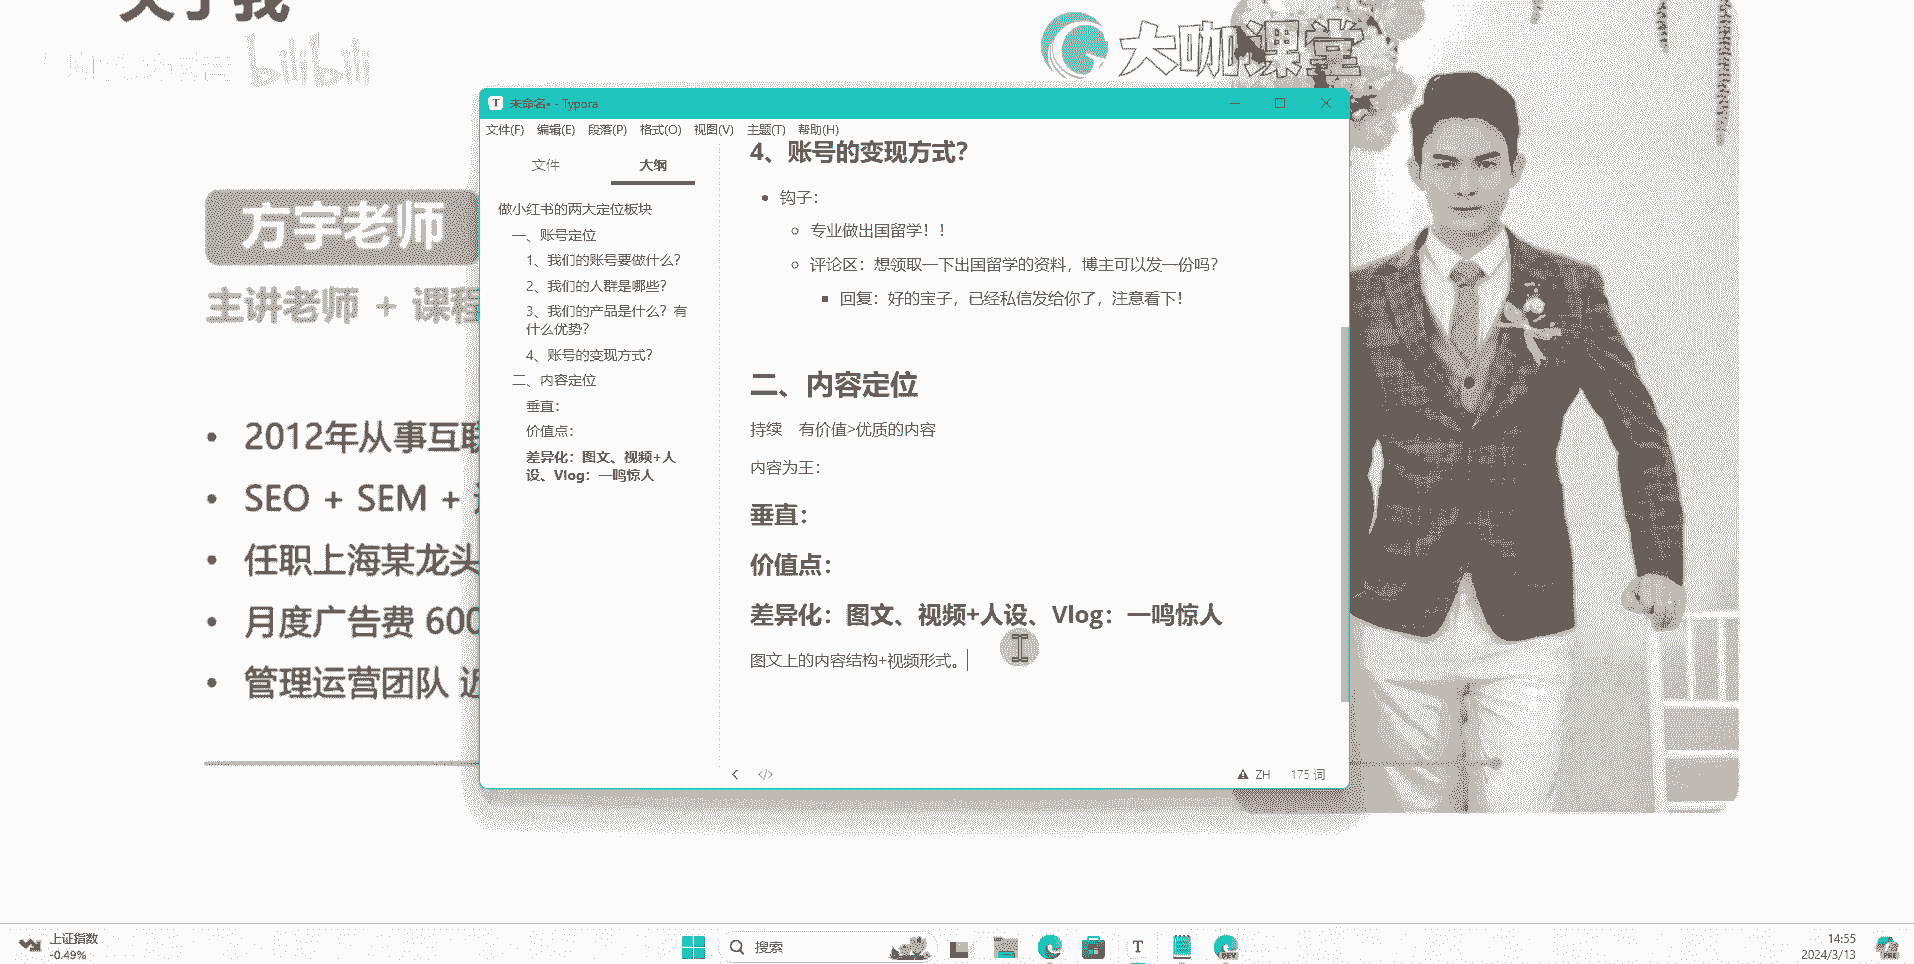 关于我
bilibili
大咖课堂
方宇老师
主讲老师 + 课程
2012年从事互联
SEO + SEM +
任职上海某龙头
月度广告费 600
管理运营团队 近
未命名• - Typora
文件(F) 编辑(E) 段落(P) 格式(O) 视图(V) 主题(T) 帮助(H)
文件 大纲
做小红书的两大定位板块
一、账号定位
1、我们的账号要做什么?
2、我们的人群是哪些?
3、我们的产品是什么?有
什么优势?
4、账号的变现方式?
二、内容定位
垂直:
价值点:
差异化:图文、视频+人
设、Vlog:一鸣惊人
4、账号的变现方式?
钩子:
专业做出国留学!!
评论区:想领取一下出国留学的资料,博主可以发一份吗?
回复:好的宝子,已经私信发给你了,注意看下!
二、内容定位
持续 有价值>优质的内容
内容为王:
垂直:
价值点:
差异化:图文、视频+人设、Vlog:一鸣惊人
图文上的内容结构+视频形式。
ZH 175 词
上证指数
-0.49%
搜索
T
DEV
14:55
2024/3/13
PRE